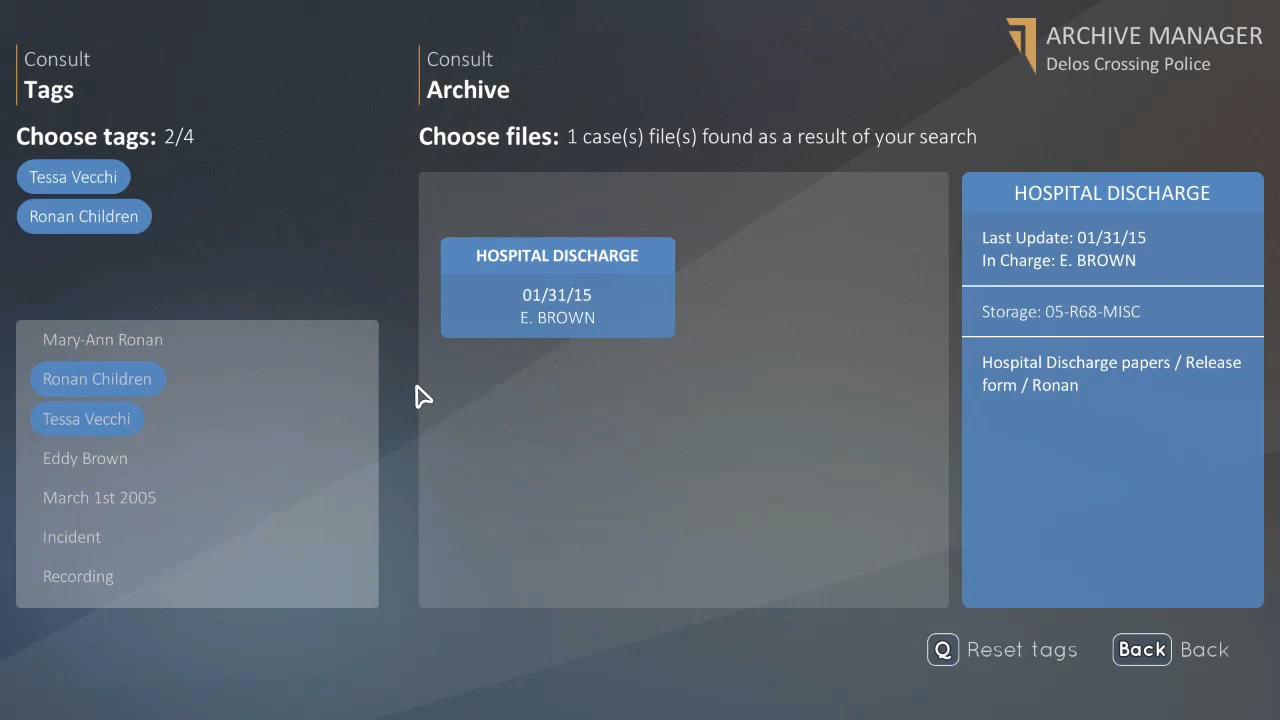 ARCHIVE MANAGER
Delos Crossing Police
Consult
Tags
Choose tags: 2/4
Tessa Vecchi
Ronan Children
Mary-Ann Ronan
Ronan Children
Tessa Vecchi
Eddy Brown
March 1st 2005
Incident
Recording
Consult
Archive
Choose files: 1 case(s) file(s) found as a result of your search
HOSPITAL DISCHARGE
01/31/15
E. BROWN
HOSPITAL DISCHARGE
Last Update: 01/31/15
In Charge: E. BROWN
Storage: 05-R68-MISC
Hospital Discharge papers / Release
form / Ronan
Q Reset tags
Back Back